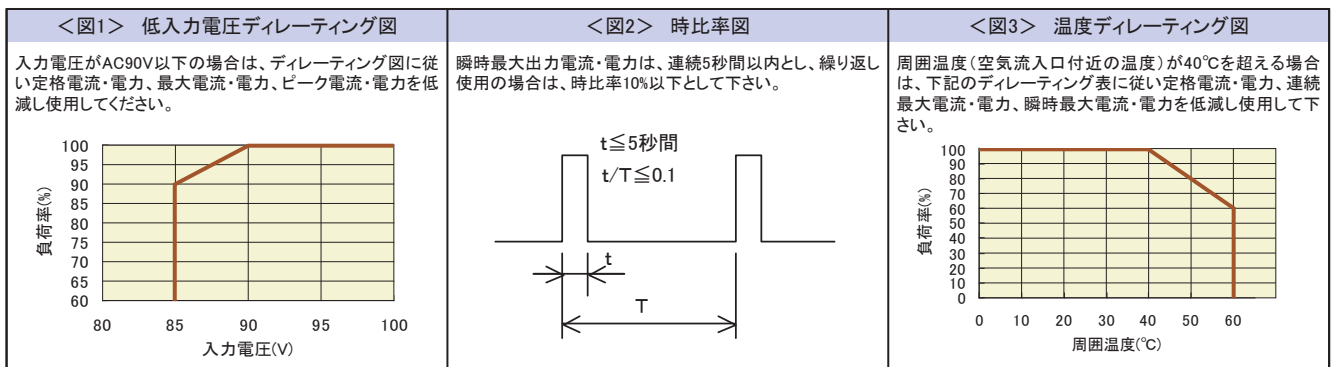 ＜図1＞ 低入力電圧ディレーティング図
入力電圧がAC90V以下の場合は、ディレーティング図に従
い定格電流・電力、最大電流・電力、ピーク電流・電力を低
減し使用してください。
100
95
90
85
80
75
70
65
60
負荷率(%)
80 85 90 95 100
入力電圧(V)
＜図2＞ 時比率図
瞬時最大出力電流・電力は、連続5秒間以内とし、繰り返し
使用の場合は、時比率10%以下として下さい。
t≦5秒間
t/T≦0.1
t
T
＜図3＞ 温度ディレーティング図
周囲温度(空気流入口付近の温度)が40℃を超える場合
は、下記のディレーティング表に従い定格電流・電力、連続
最大電流・電力、瞬時最大電流・電力を低減し使用して下
さい。
100
90
80
70
60
50
40
30
20
10
0
負荷率(%)
0 10 20 30 40 50 60
周囲温度(℃)